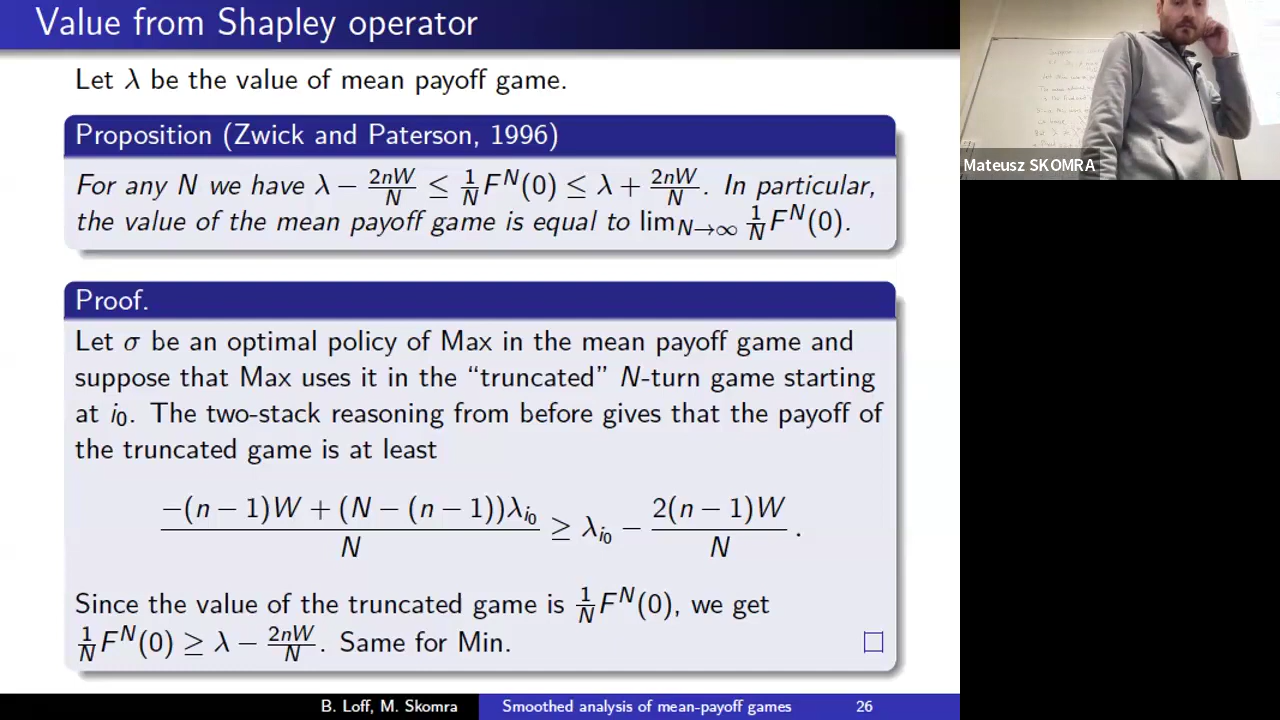 Value from Shapley operator
Let λ be the value of mean payoff game.
Proposition (Zwick and Paterson, 1996)
For any N we have λ − 2nW/N ≤ 1/N F^N(0) ≤ λ + 2nW/N. In particular,
the value of the mean payoff game is equal to lim_{N→∞} 1/N F^N(0).
Proof.
Let σ be an optimal policy of Max in the mean payoff game and
suppose that Max uses it in the “truncated” N-turn game starting
at i₀. The two-stack reasoning from before gives that the payoff of
the truncated game is at least
(−(n − 1)W + (N − (n − 1))λ_{i₀})/N ≥ λ_{i₀} − 2(n − 1)W/N .
Since the value of the truncated game is 1/N F^N(0), we get
1/N F^N(0) ≥ λ − 2nW/N. Same for Min. □
B. Loff, M. Skomra Smoothed analysis of mean-payoff games 26
Mateusz SKOMRA